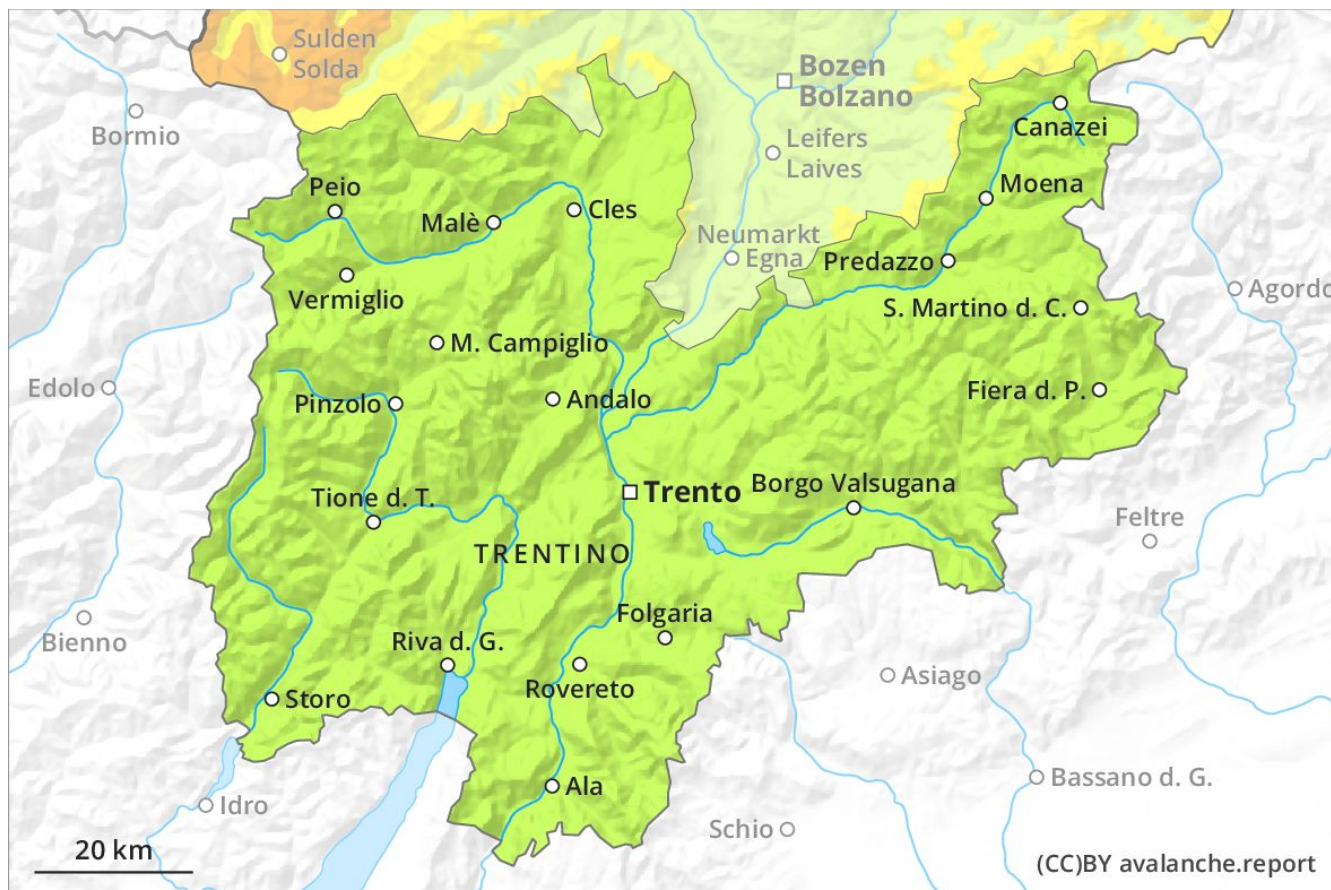 Sulden
Solda
Bozen
Bolzano
Bormio
Canazei
Leifers
Laives
Peio
Moena
Malè
Cles
Neumarkt
Egna
Predazzo
Vermiglio
Agordo
S. Martino d. C.
M. Campiglio
Edolo
Andalo
Fiera d. P.
Pinzolo
Borgo Valsugana
Trento
Tione d. T.
Feltre
TRENTINO
Folgaria
Bienno
Riva d. G.
Asiago
Rovereto
Storo
Bassano d. G.
Ala
Idro
Schio
20 km
(CC)BY avalanche.report